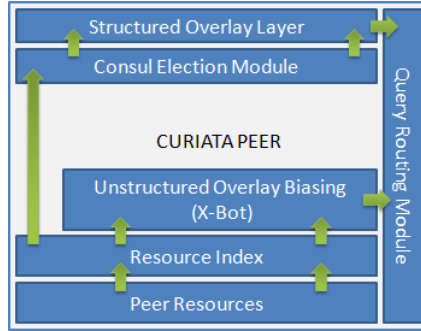 Structured Overlay Layer
Consul Election Module
CURIATA PEER
Unstructured Overlay Biasing
(X-Bot)
Resource Index
Peer Resources
Query Routing Module